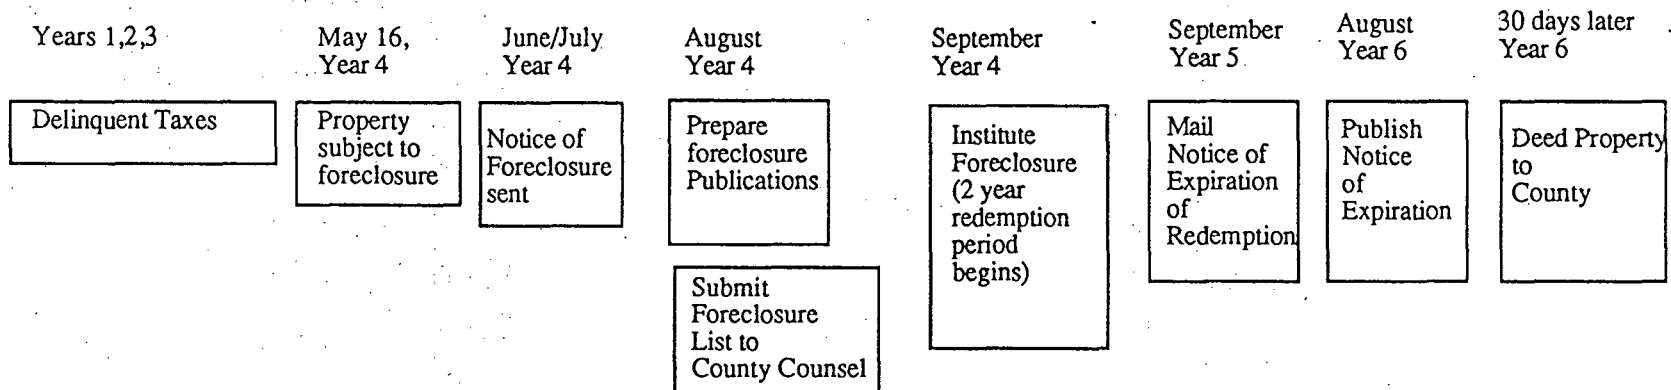 Years 1,2,3
May 16,
Year 4
June/July
Year 4
August
Year 4
September
Year 4
September
Year 5
August
Year 6
30 days later
Year 6
Delinquent Taxes
Property
subject to
foreclosure
Notice of
Foreclosure
sent
Prepare
foreclosure
Publications
Submit
Foreclosure
List to
County Counsel
Institute
Foreclosure
(2 year
redemption
period
begins)
Mail
Notice of
Expiration
of
Redemption
Publish
Notice
of
Expiration
Deed Property
to
County